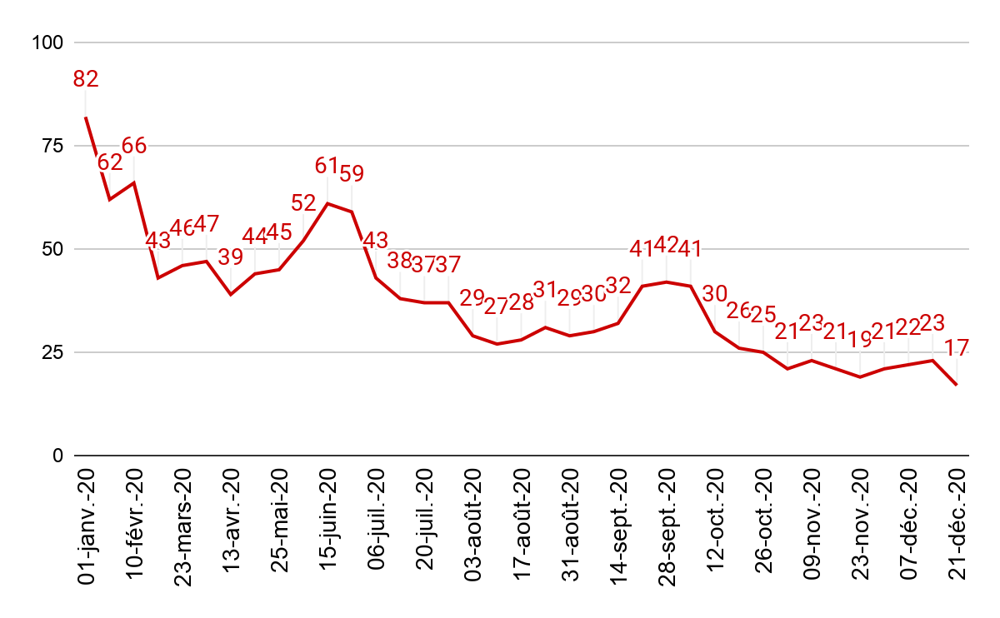 100
75
50
25
0
82
62
66
43
46
47
39
44
45
52
61
59
43
38
37
37
29
27
28
31
29
30
32
41
42
41
30
26
25
21
23
21
19
21
22
23
17
01-janv.-20
10-févr.-20
23-mars-20
13-avr.-20
25-mai-20
15-juin-20
06-juil.-20
20-juil.-20
03-août-20
17-août-20
31-août-20
14-sept.-20
28-sept.-20
12-oct.-20
26-oct.-20
09-nov.-20
23-nov.-20
07-déc.-20
21-déc.-20